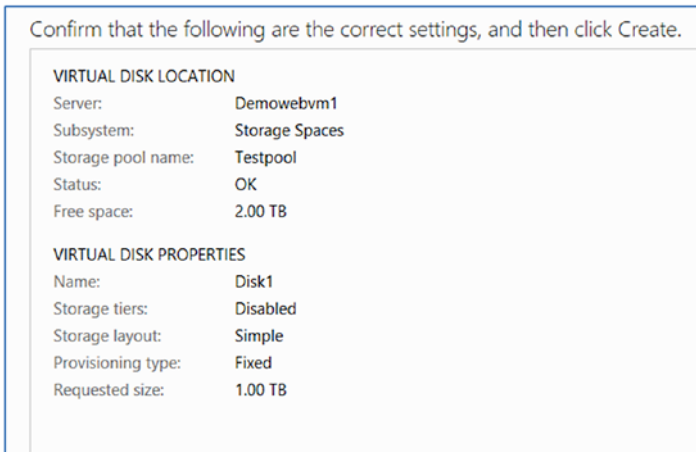 Confirm that the following are the correct settings, and then click Create.
VIRTUAL DISK LOCATION
Server: Demowebvm1
Subsystem: Storage Spaces
Storage pool name: Testpool
Status: OK
Free space: 2.00 TB
VIRTUAL DISK PROPERTIES
Name: Disk1
Storage tiers: Disabled
Storage layout: Simple
Provisioning type: Fixed
Requested size: 1.00 TB